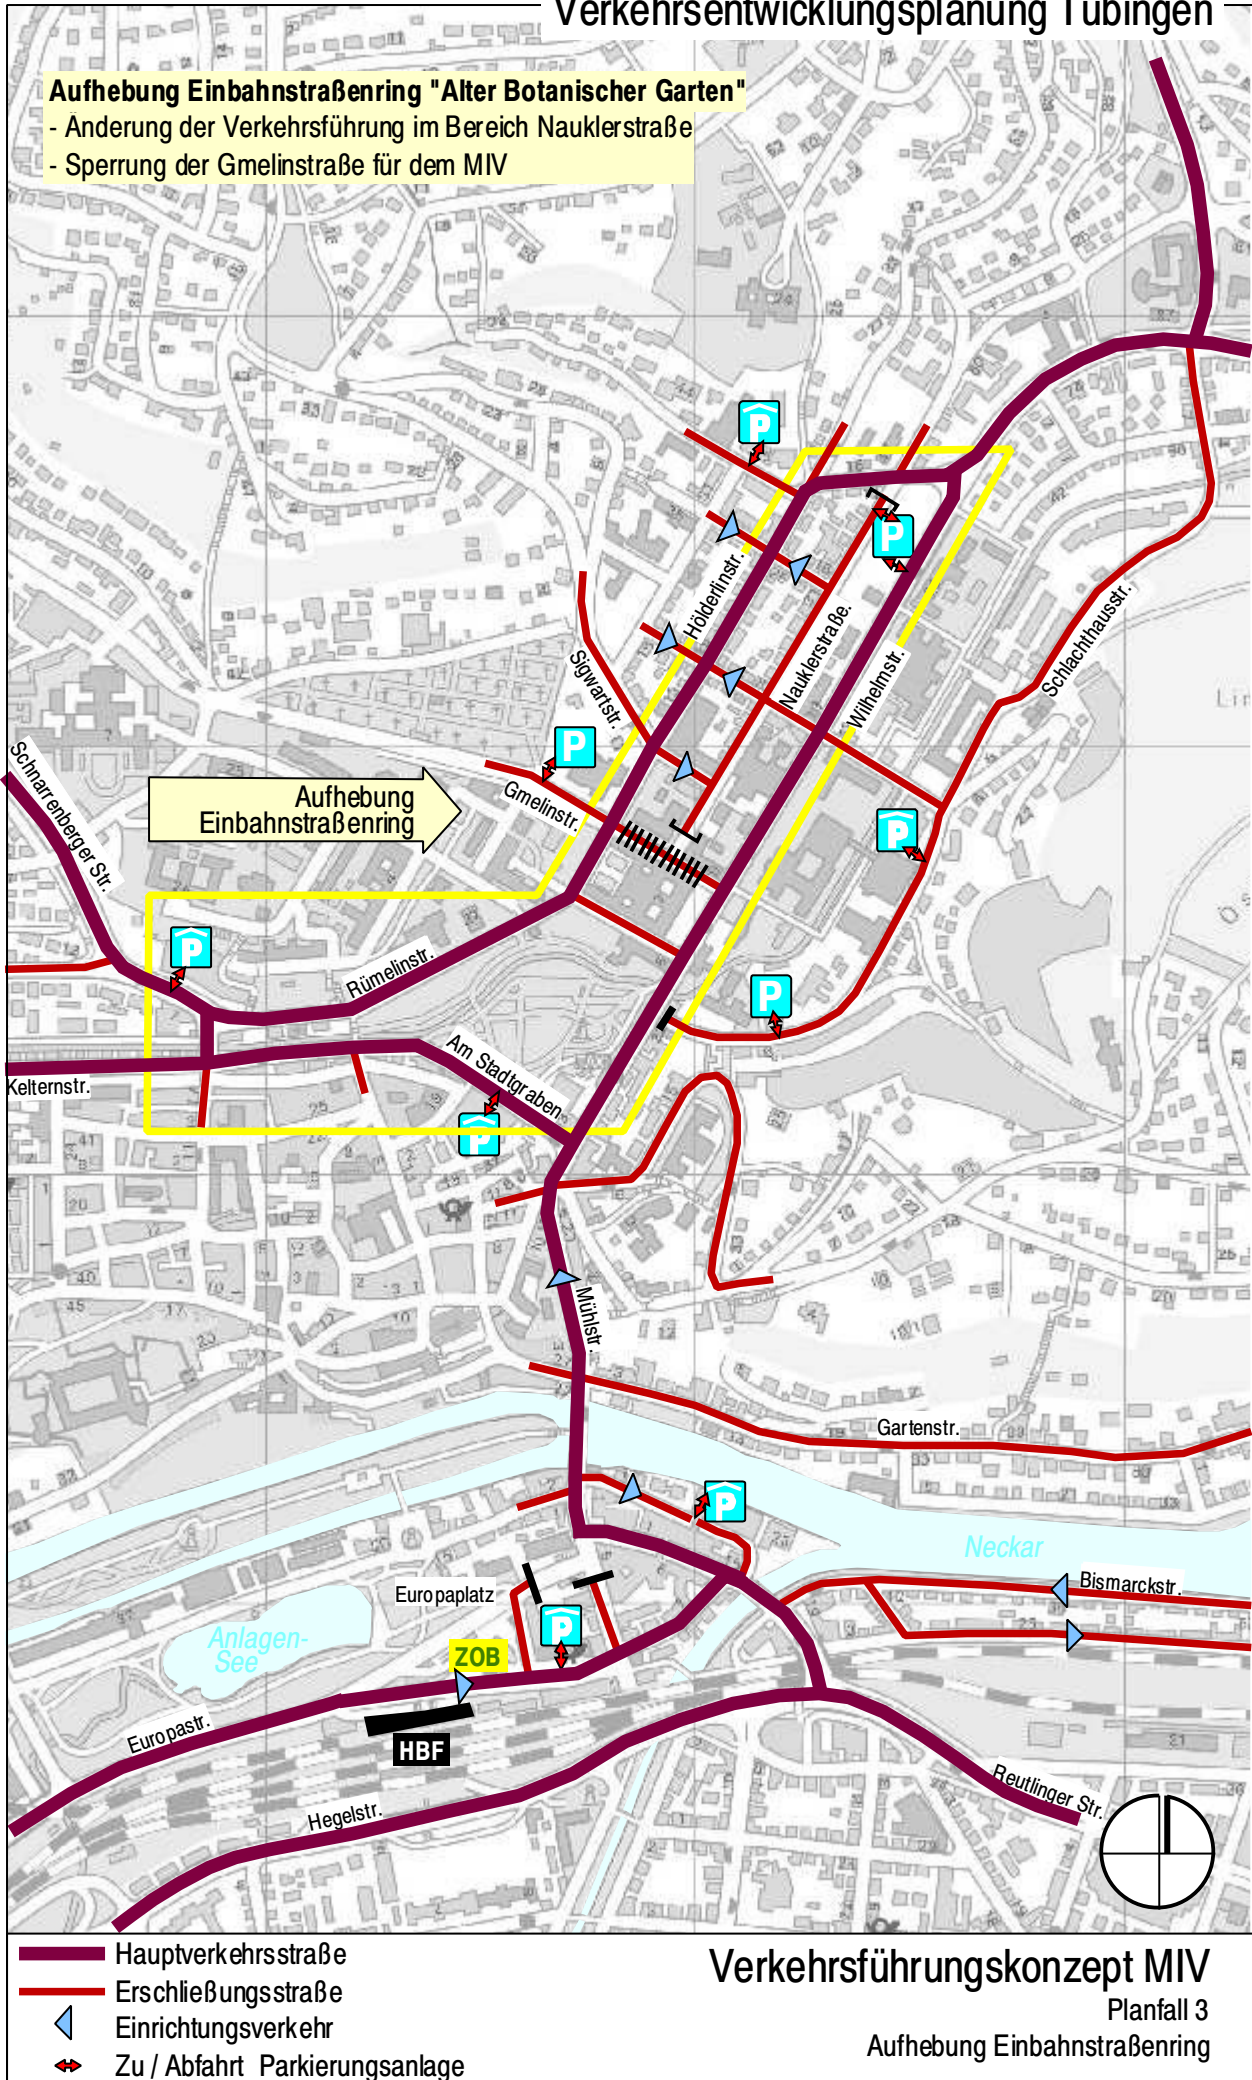 Verkehrsentwicklungsplanung Tübingen
Aufhebung Einbahnstraßenring "Alter Botanischer Garten"
- Änderung der Verkehrsführung im Bereich Nauklerstraße
- Sperrung der Gmelinstraße für dem MIV
P
P
Hölderlinstr.
Nauklerstraße.
Wilhelmstr.
Schlachthausstr.
Sigwartstr.
P
Schnarrenberger Str.
Aufhebung
Einbahnstraßenring
Gmelinstr.
P
P
Rümelinstr.
P
Am Stadtgraben
Kelternstr.
P
Mühlstr.
Gartenstr.
P
Neckar
Bismarckstr.
Europaplatz
P
Anlagen-
See
ZOB
Europastr.
HBF
Hegelstr.
Reutlinger Str.
Hauptverkehrsstraße
Erschließungsstraße
Einrichtungsverkehr
Zu / Abfahrt Parkierungsanlage
Verkehrsführungskonzept MIV
Planfall 3
Aufhebung Einbahnstraßenring